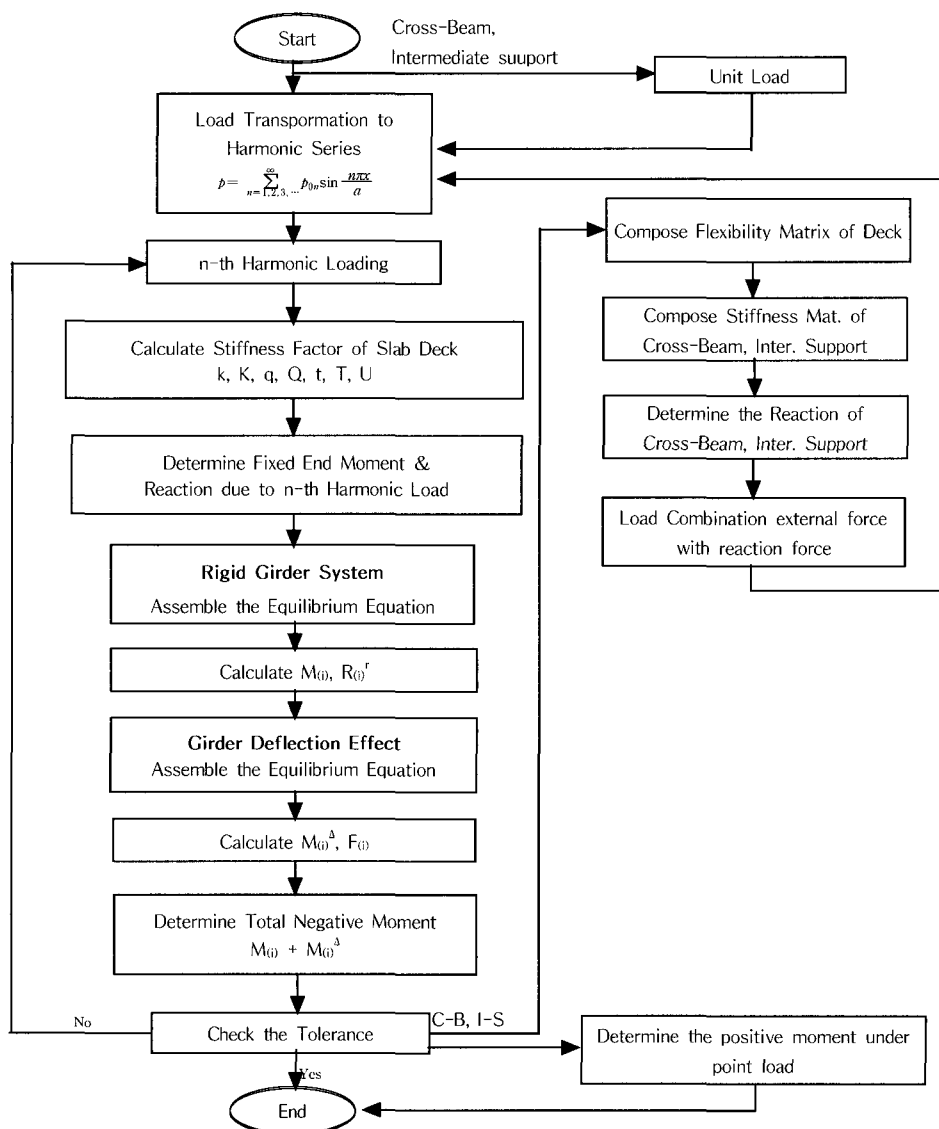 Start
Cross-Beam,
Intermediate suuport
Unit Load
Load Transpormation to
Harmonic Series
p = ∑ n=1,2,3,... ∞ p₀ₙ sin nπx/a
n-th Harmonic Loading
Calculate Stiffness Factor of Slab Deck
k, K, q, Q, t, T, U
Determine Fixed End Moment &
Reaction due to n-th Harmonic Load
Rigid Girder System
Assemble the Equilibrium Equation
Calculate M(i), R(i)ʳ
Girder Deflection Effect
Assemble the Equilibrium Equation
Calculate M(i)^Δ, F(i)
Determine Total Negative Moment
M(i) + M(i)^Δ
Check the Tolerance
No
Yes
C-B, I-S
End
Compose Flexibility Matrix of Deck
Compose Stiffness Mat. of
Cross-Beam, Inter. Support
Determine the Reaction of
Cross-Beam, Inter. Support
Load Combination external force
with reaction force
Determine the positive moment under
point load